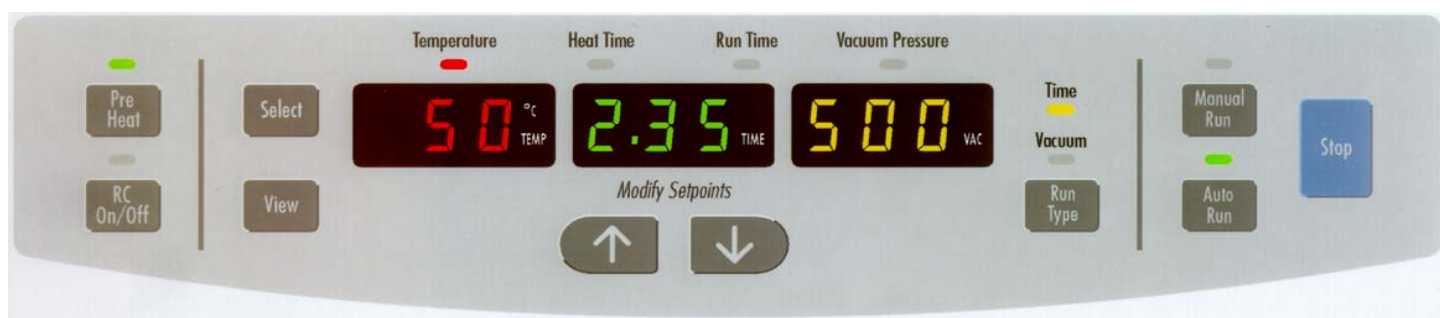 Temperature
Heat Time
Run Time
Vacuum Pressure
Pre
Heat
Select
50 °C TEMP
2.35 TIME
500 VAC
Time
Vacuum
Manual
Run
Stop
RC
On/Off
View
Modify Setpoints
↑ ↓
Run
Type
Auto
Run